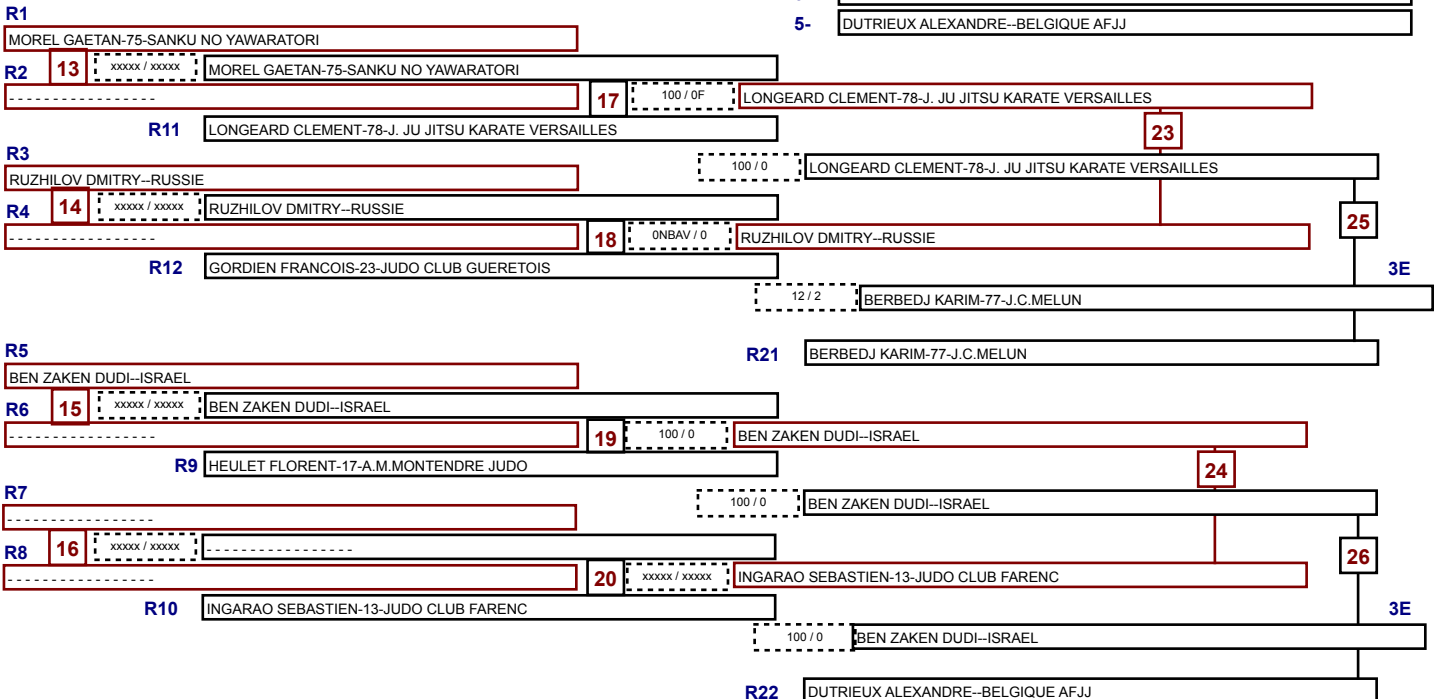 R1
5-
DUTRIEUX ALEXANDRE--BELGIQUE AFJJ
MOREL GAETAN-75-SANKU NO YAWARATORI
R2
13
xxxxx / xxxxx
MOREL GAETAN-75-SANKU NO YAWARATORI
- - - - - - - - - - - - - - - - -
17
100 / 0F
LONGEARD CLEMENT-78-J. JU JITSU KARATE VERSAILLES
R11
LONGEARD CLEMENT-78-J. JU JITSU KARATE VERSAILLES
23
R3
100 / 0
LONGEARD CLEMENT-78-J. JU JITSU KARATE VERSAILLES
RUZHILOV DMITRY--RUSSIE
R4
14
xxxxx / xxxxx
RUZHILOV DMITRY--RUSSIE
25
- - - - - - - - - - - - - - - - -
18
0NBAV / 0
RUZHILOV DMITRY--RUSSIE
R12
GORDIEN FRANCOIS-23-JUDO CLUB GUERETOIS
3E
12 / 2
BERBEDJ KARIM-77-J.C.MELUN
R5
R21
BERBEDJ KARIM-77-J.C.MELUN
BEN ZAKEN DUDI--ISRAEL
R6
15
xxxxx / xxxxx
BEN ZAKEN DUDI--ISRAEL
- - - - - - - - - - - - - - - - -
19
100 / 0
BEN ZAKEN DUDI--ISRAEL
R9
HEULET FLORENT-17-A.M.MONTENDRE JUDO
24
R7
100 / 0
BEN ZAKEN DUDI--ISRAEL
- - - - - - - - - - - - - - - - -
R8
16
xxxxx / xxxxx
- - - - - - - - - - - - - - - - -
26
- - - - - - - - - - - - - - - - -
20
xxxxx / xxxxx
INGARAO SEBASTIEN-13-JUDO CLUB FARENC
R10
INGARAO SEBASTIEN-13-JUDO CLUB FARENC
3E
100 / 0
BEN ZAKEN DUDI--ISRAEL
R22
DUTRIEUX ALEXANDRE--BELGIQUE AFJJ